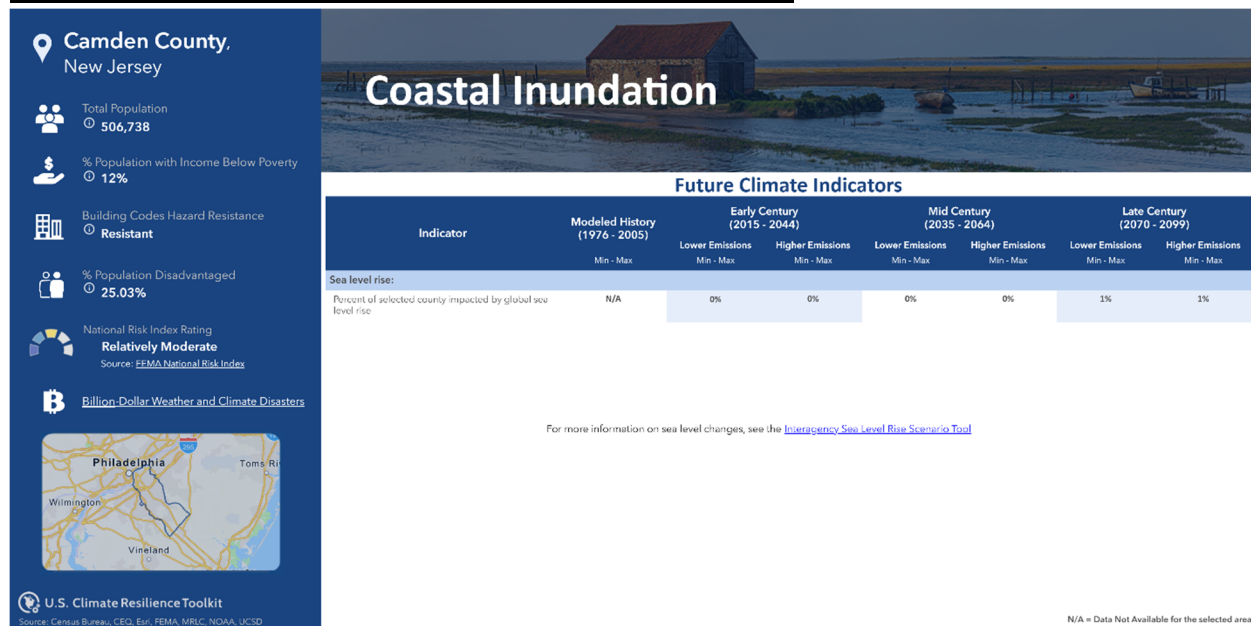 Camden County,
New Jersey
Total Population
506,738
% Population with Income Below Poverty
12%
Building Codes Hazard Resistance
Resistant
% Population Disadvantaged
25.03%
National Risk Index Rating
Relatively Moderate
Source: FEMA National Risk Index
Billion-Dollar Weather and Climate Disasters
295
Philadelphia
Toms Ri
Wilmington
Vineland
U.S. Climate Resilience Toolkit
Source: Census Bureau, CEQ, Esri, FEMA, MRLC, NOAA, UCSD
Coastal Inundation
Future Climate Indicators
Indicator
Modeled History
(1976 - 2005)
Min - Max
Early Century
(2015 - 2044)
Lower Emissions Higher Emissions
Min - Max Min - Max
Mid Century
(2035 - 2064)
Lower Emissions Higher Emissions
Min - Max Min - Max
Late Century
(2070 - 2099)
Lower Emissions Higher Emissions
Min - Max Min - Max
Sea level rise:
Percent of selected county impacted by global sea
level rise
N/A 0% 0% 0% 0% 1% 1%
For more information on sea level changes, see the Interagency Sea Level Rise Scenario Tool
N/A = Data Not Available for the selected area